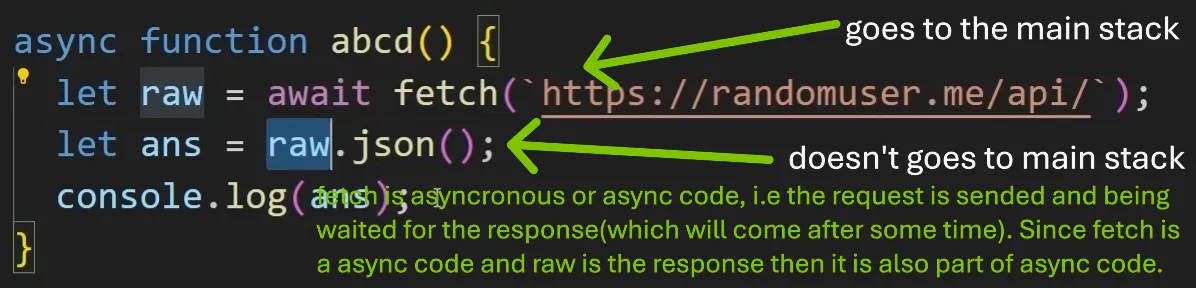 goes to the main stack
async function abcd() {
let raw = await fetch(`https://randomuser.me/api/`);
let ans = raw.json();
doesn't goes to main stack
console.log(ans);
fetch is asyncronous or async code, i.e the request is sended and being
waited for the response(which will come after some time). Since fetch is
a async code and raw is the response then it is also part of async code.
}